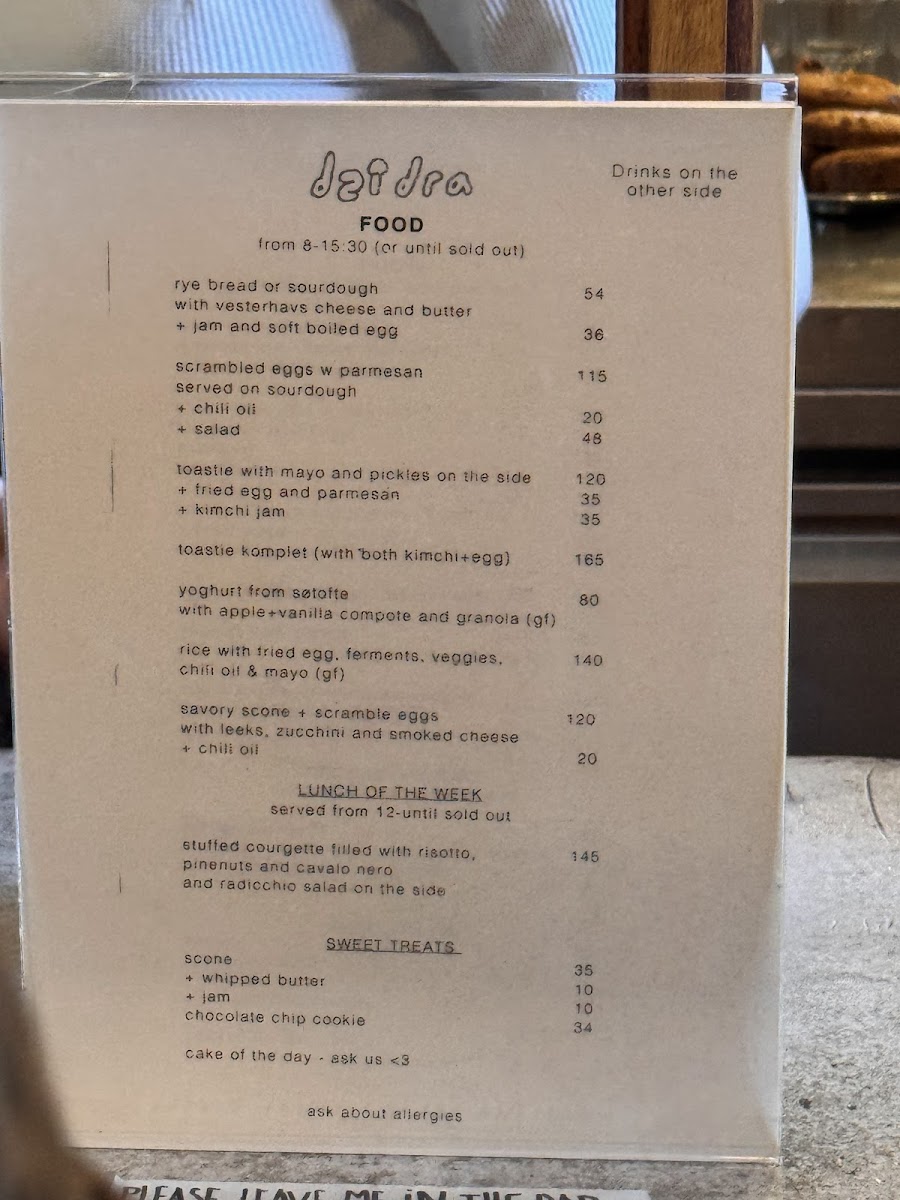 dzidra
Drinks on the
other side
FOOD
from 8-15:30 (or until sold out)
rye bread or sourdough 54
with vesterhavs cheese and butter
+ jam and soft boiled egg 36
scrambled eggs w parmesan 115
served on sourdough
+ chili oil 20
+ salad 48
toastie with mayo and pickles on the side 120
+ fried egg and parmesan 35
+ kimchi jam 35
toastie komplet (with both kimchi+egg) 165
yoghurt from søtofte 80
with apple+vanilla compote and granola (gf)
rice with fried egg, ferments, veggies, 140
chili oil & mayo (gf)
savory scone + scramble eggs 120
with leeks, zucchini and smoked cheese
+ chili oil 20
LUNCH OF THE WEEK
served from 12-until sold out
stuffed courgette filled with risotto, 145
pinenuts and cavalo nero
and radicchio salad on the side
SWEET TREATS
scone 35
+ whipped butter 10
+ jam 10
chocolate chip cookie 34
cake of the day - ask us <3
ask about allergies
PLEASE LEAVE ME IN THE